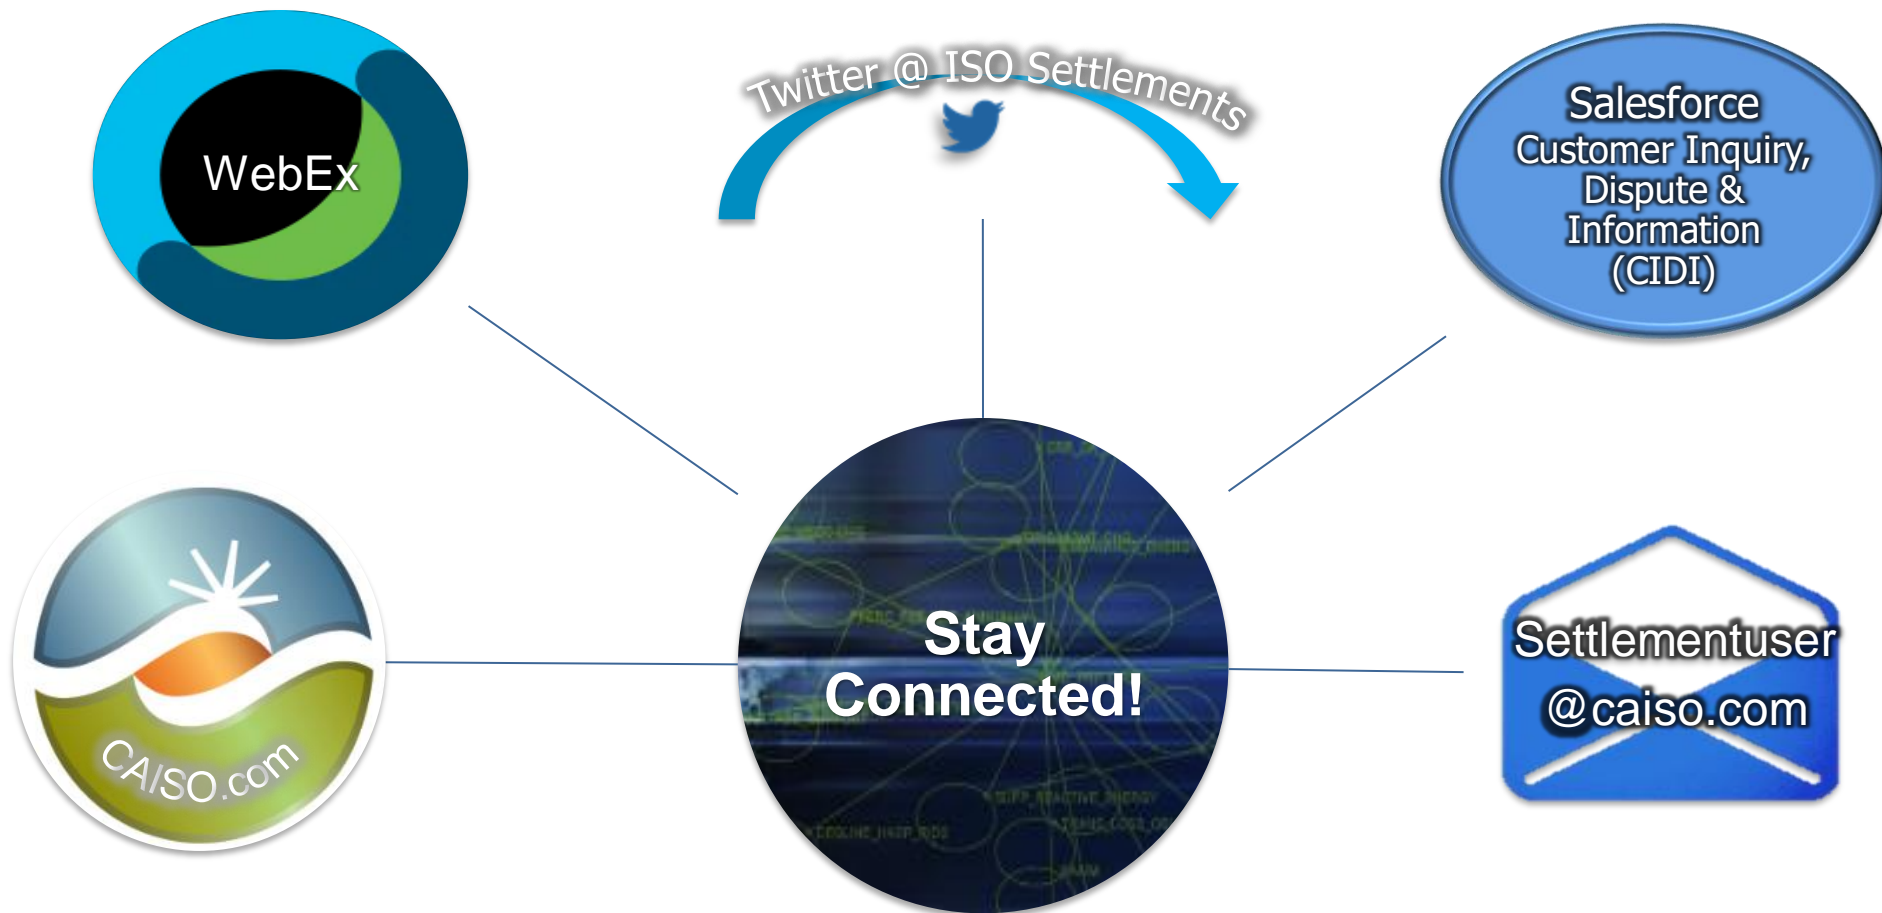 WebEx
Twitter @ ISO Settlements
Salesforce
Customer Inquiry,
Dispute &
Information
(CIDI)
CAISO.com
Stay
Connected!
Settlementuser
@caiso.com